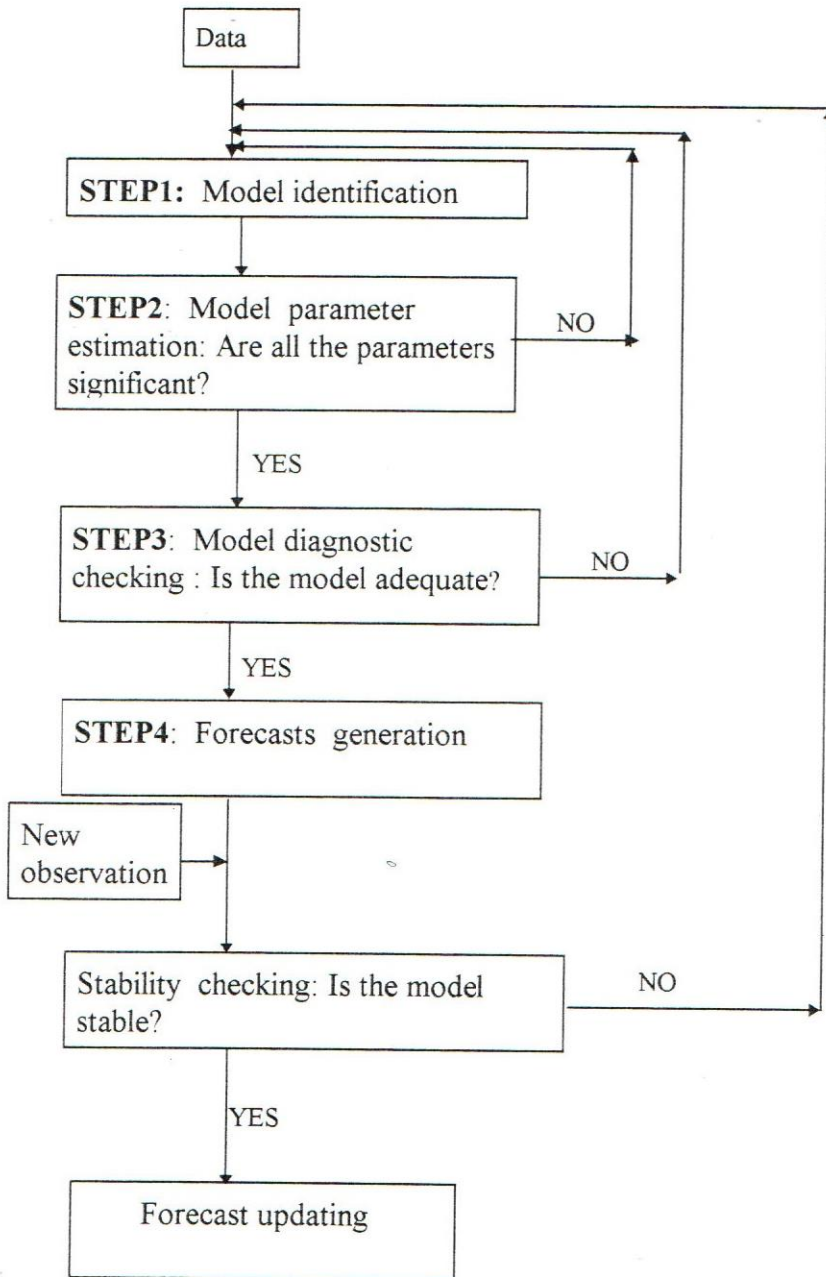 Data
STEP1: Model identification
STEP2: Model parameter
estimation: Are all the parameters
significant?
NO
YES
STEP3: Model diagnostic
checking : Is the model adequate?
NO
YES
STEP4: Forecasts generation
New
observation
Stability checking: Is the model
stable?
NO
YES
Forecast updating